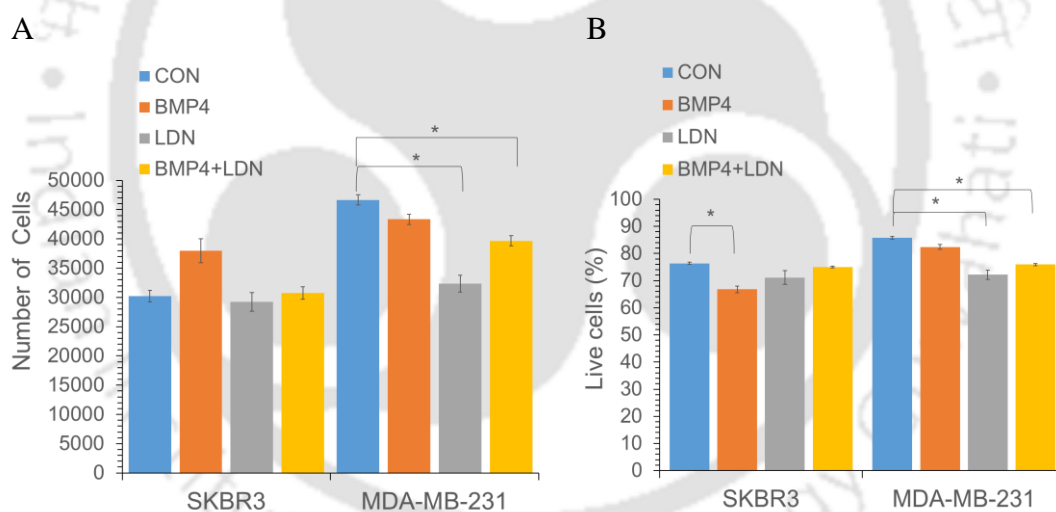 A
CON
BMP4
LDN
BMP4+LDN
*
*
50000
45000
40000
35000
30000
25000
20000
15000
10000
5000
0
Number of Cells
SKBR3
MDA-MB-231
B
CON
BMP4
LDN
BMP4+LDN
*
*
*
100
90
80
70
60
50
40
30
20
10
0
Live cells (%)
SKBR3
MDA-MB-231